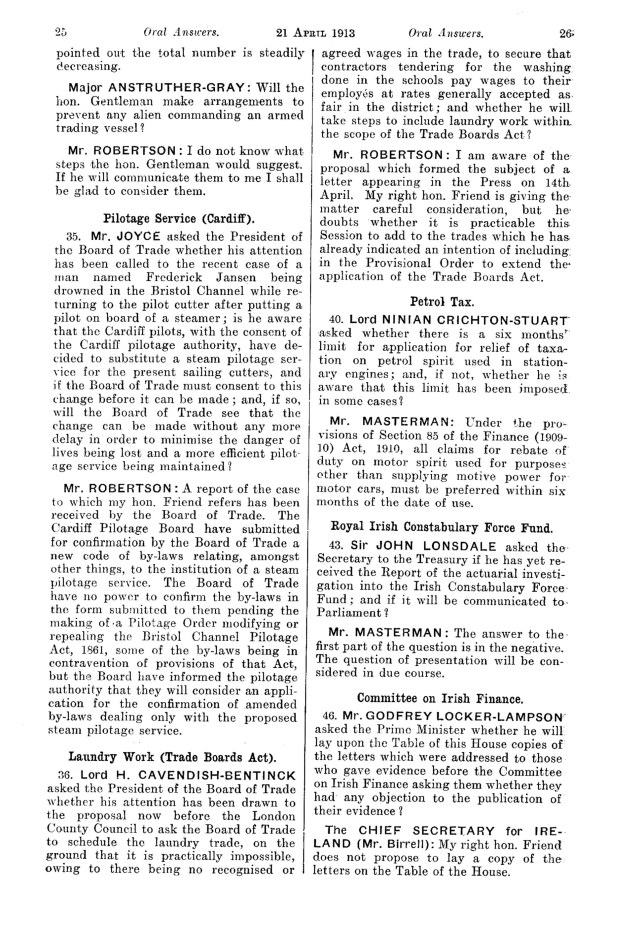 25 Oral Answers. 21 APRIL 1913 Oral Answers. 26
pointed out the total number is steadily
decreasing.
Major ANSTRUTHER-GRAY: Will the
hon. Gentleman make arrangements to
prevent any alien commanding an armed
trading vessel?
Mr. ROBERTSON: I do not know what
steps the hon. Gentleman would suggest.
If he will communicate them to me I shall
be glad to consider them.
Pilotage Service (Cardiff).
35. Mr. JOYCE asked the President of
the Board of Trade whether his attention
has been called to the recent case of a
man named Frederick Jansen being
drowned in the Bristol Channel while re-
turning to the pilot cutter after putting a
pilot on board of a steamer; is he aware
that the Cardiff pilots, with the consent of
the Cardiff pilotage authority, have de-
cided to substitute a steam pilotage ser-
vice for the present sailing cutters, and
if the Board of Trade must consent to this
change before it can be made; and, if so,
will the Board of Trade see that the
change can be made without any more
delay in order to minimise the danger of
lives being lost and a more efficient pilot-
age service being maintained?
Mr. ROBERTSON: A report of the case
to which my hon. Friend refers has been
received by the Board of Trade. The
Cardiff Pilotage Board have submitted
for confirmation by the Board of Trade a
new code of by-laws relating, amongst
other things, to the institution of a steam
pilotage service. The Board of Trade
have no power to confirm the by-laws in
the form submitted to them pending the
making of a Pilotage Order modifying or
repealing the Bristol Channel Pilotage
Act, 1861, some of the by-laws being in
contravention of provisions of that Act,
but the Board have informed the pilotage
authority that they will consider an appli-
cation for the confirmation of amended
by-laws dealing only with the proposed
steam pilotage service.
Laundry Work (Trade Boards Act).
36. Lord H. CAVENDISH-BENTINCK
asked the President of the Board of Trade
whether his attention has been drawn to
the proposal now before the London
County Council to ask the Board of Trade
to schedule the laundry trade, on the
ground that it is practically impossible,
owing to there being no recognised or
agreed wages in the trade, to secure that
contractors tendering for the washing
done in the schools pay wages to their
employés at rates generally accepted as
fair in the district; and whether he will
take steps to include laundry work within
the scope of the Trade Boards Act?
Mr. ROBERTSON: I am aware of the
proposal which formed the subject of a
letter appearing in the Press on 14th
April. My right hon. Friend is giving the
matter careful consideration, but he
doubts whether it is practicable this
Session to add to the trades which he has
already indicated an intention of including
in the Provisional Order to extend the
application of the Trade Boards Act.
Petrol Tax.
40. Lord NINIAN CRICHTON-STUART
asked whether there is a six months'
limit for application for relief of taxa-
tion on petrol spirit used in station-
ary engines; and, if not, whether he is
aware that this limit has been imposed
in some cases?
Mr. MASTERMAN: Under the pro-
visions of Section 85 of the Finance (1909-
10) Act, 1910, all claims for rebate of
duty on motor spirit used for purposes
other than supplying motive power for
motor cars, must be preferred within six
months of the date of use.
Royal Irish Constabulary Force Fund.
43. Sir JOHN LONSDALE asked the
Secretary to the Treasury if he has yet re-
ceived the Report of the actuarial investi-
gation into the Irish Constabulary Force
Fund; and if it will be communicated to
Parliament?
Mr. MASTERMAN: The answer to the
first part of the question is in the negative.
The question of presentation will be con-
sidered in due course.
Committee on Irish Finance.
46. Mr. GODFREY LOCKER-LAMPSON
asked the Prime Minister whether he will
lay upon the Table of this House copies of
the letters which were addressed to those
who gave evidence before the Committee
on Irish Finance asking them whether they
had any objection to the publication of
their evidence?
The CHIEF SECRETARY for IRE-
LAND (Mr. Birrell): My right hon. Friend
does not propose to lay a copy of the
letters on the Table of the House.